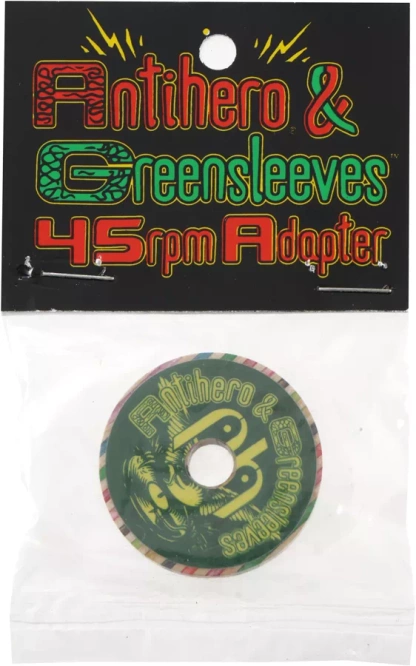 Antihero &
Greensleeves
45rpm Adapter
Antihero & Greensleeves